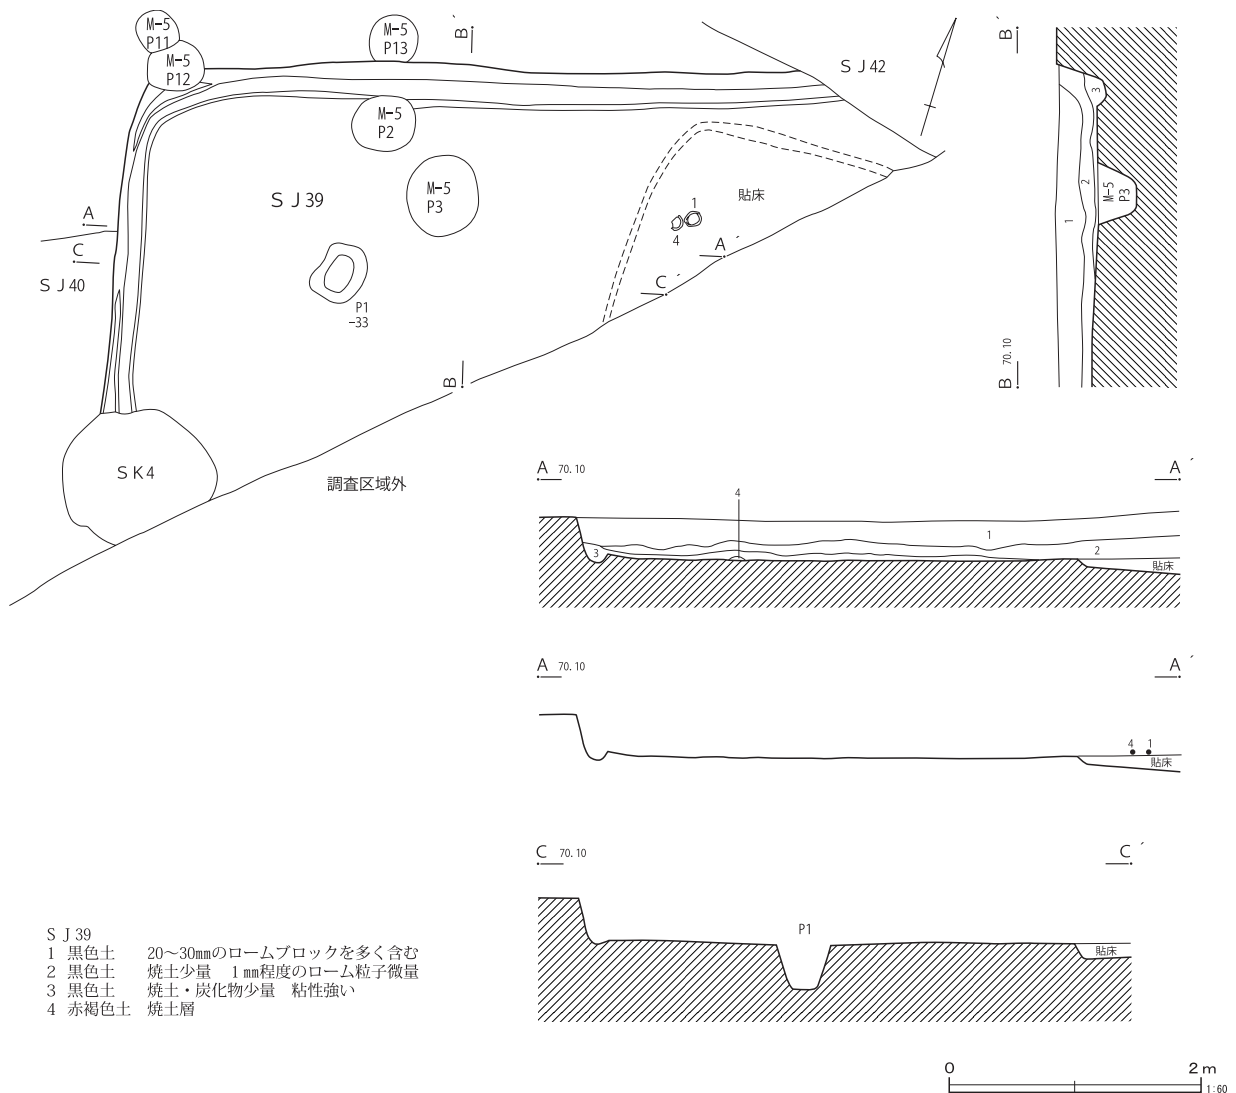 M-5
P11
M-5
P12
M-5
P13
B´
SJ42
B´
M-5
P2
SJ39
M-5
P3
貼床
1
4
A
A´
C
C´
SJ40
P1
-33
B
SK4
調査区域外
3
2
1
M-5
P3
B 70.10
A 70.10
A´
4
1
2
3
貼床
A 70.10
A´
4 1
貼床
C 70.10
C´
P1
貼床
SJ39
1 黒色土 20〜30㎜のロームブロックを多く含む
2 黒色土 焼土少量 1㎜程度のローム粒子微量
3 黒色土 焼土・炭化物少量 粘性強い
4 赤褐色土 焼土層
0 2m
1:60